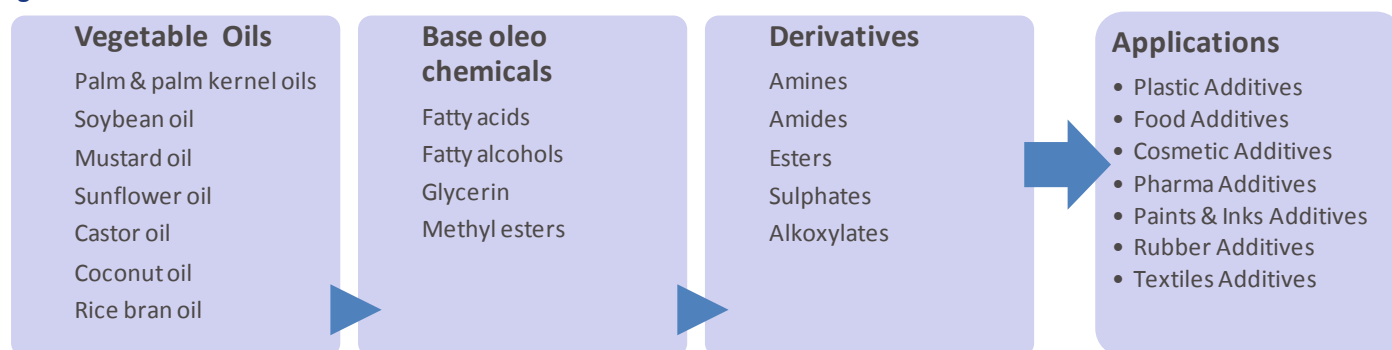 Vegetable Oils
Palm & palm kernel oils
Soybean oil
Mustard oil
Sunflower oil
Castor oil
Coconut oil
Rice bran oil
Base oleo
chemicals
Fatty acids
Fatty alcohols
Glycerin
Methyl esters
Derivatives
Amines
Amides
Esters
Sulphates
Alkoxylates
Applications
• Plastic Additives
• Food Additives
• Cosmetic Additives
• Pharma Additives
• Paints & Inks Additives
• Rubber Additives
• Textiles Additives